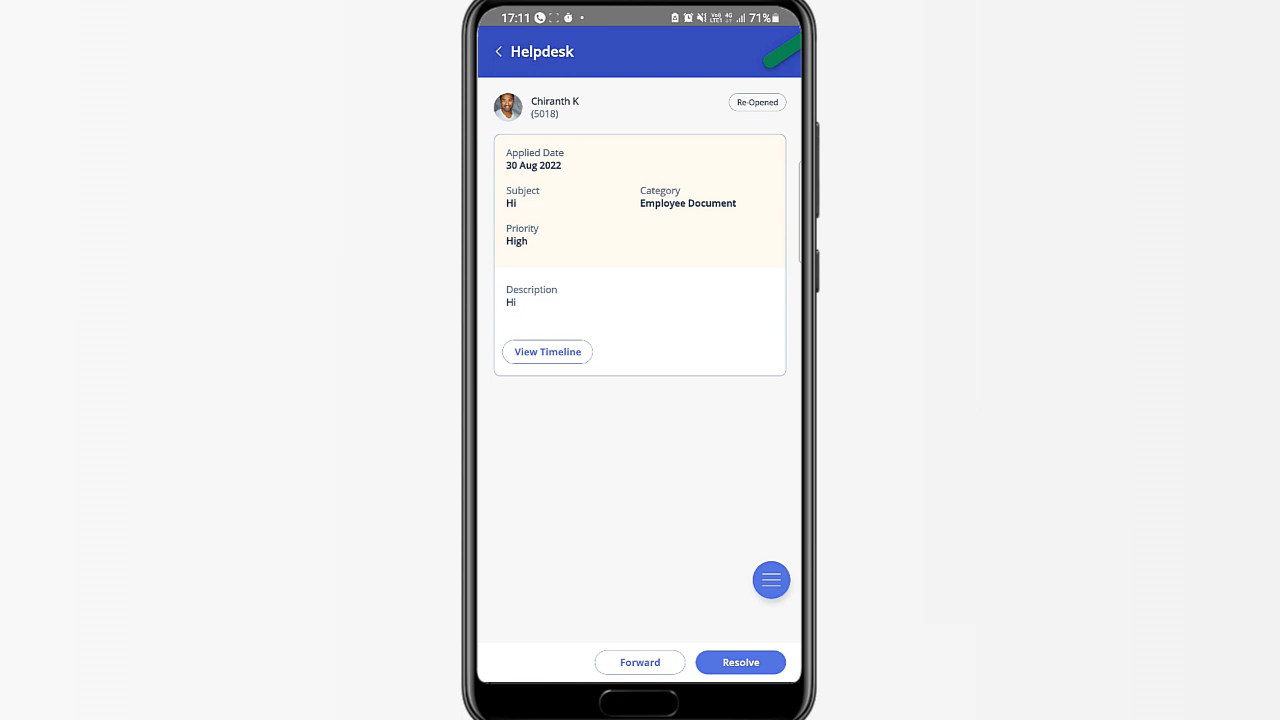 17:11
71%
Helpdesk
Chiranth K
(5018)
Re-Opened
Applied Date
30 Aug 2022
Subject
Category
Hi
Employee Document
Priority
High
Description
Hi
View Timeline
Forward
Resolve